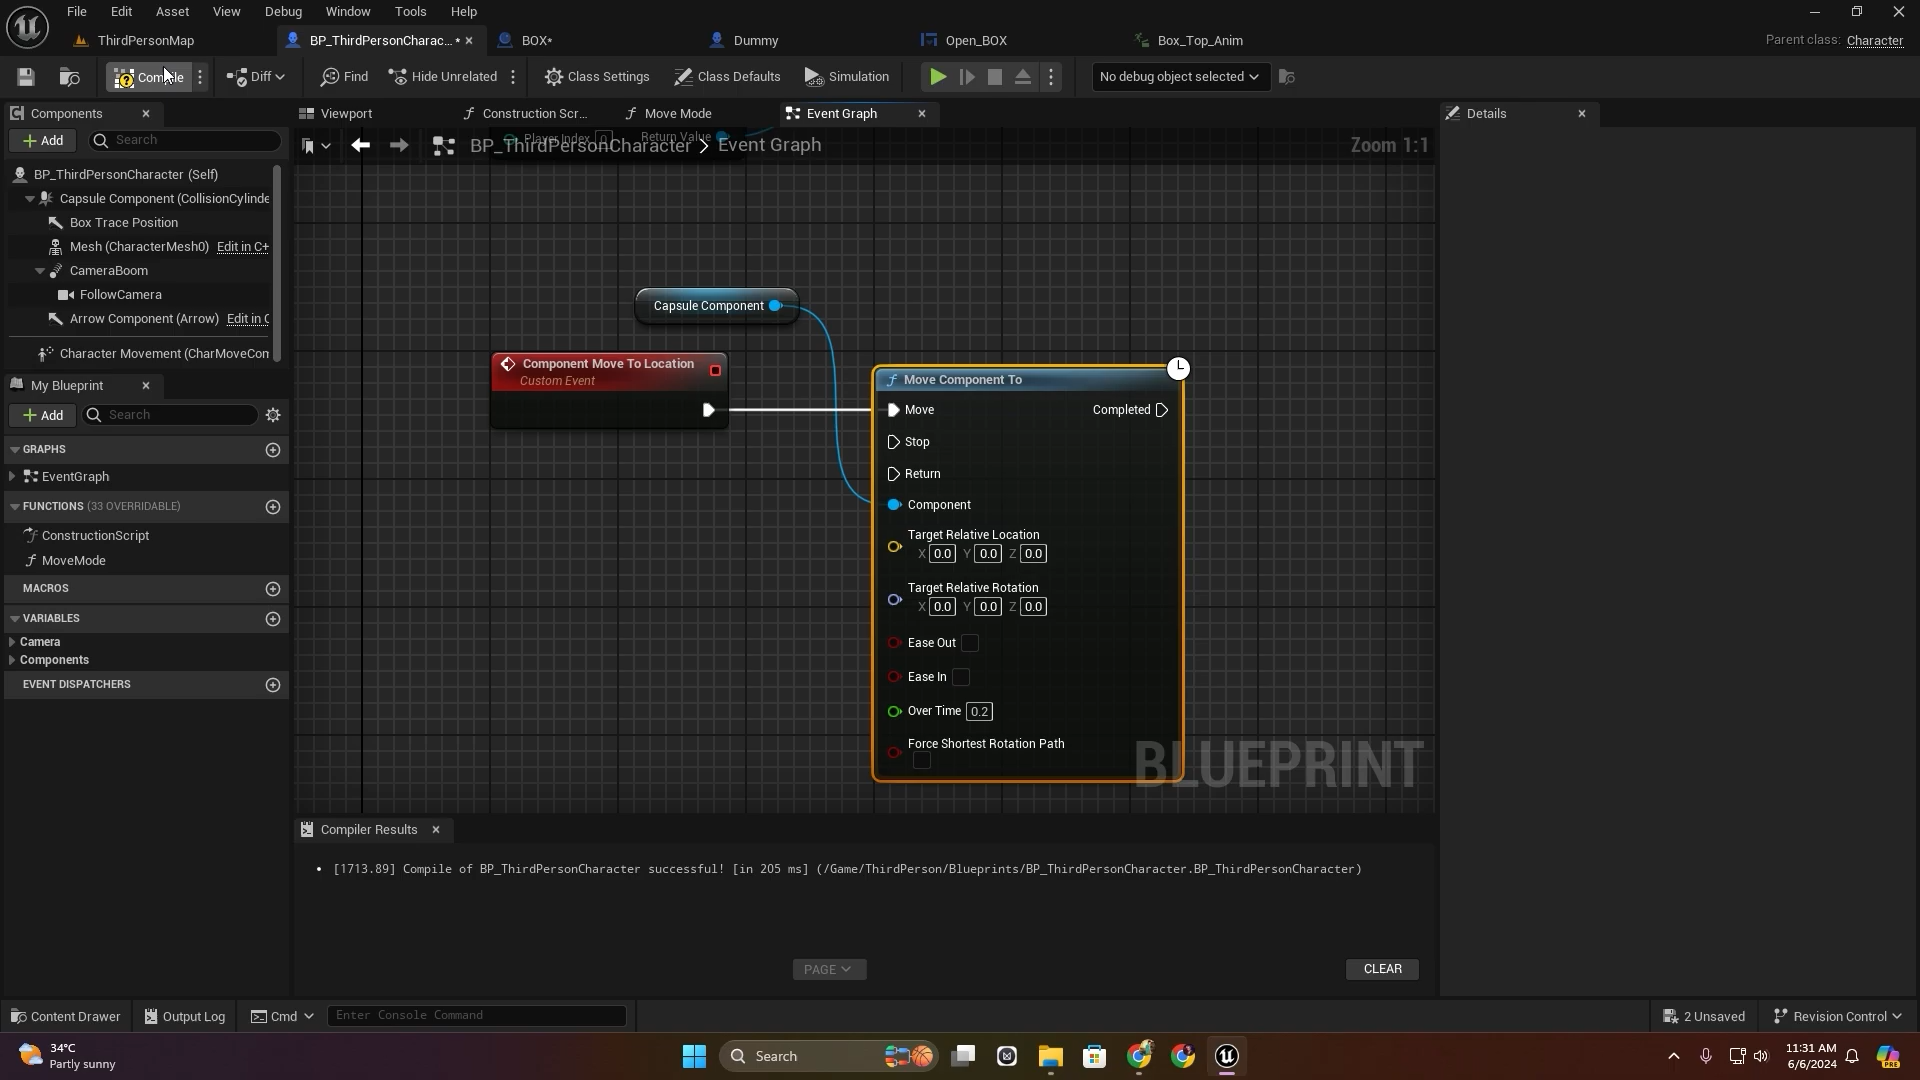 File Edit Asset View Debug Window Tools Help
ThirdPersonMap BP_ThirdPersonCharac... * BOX* Dummy Open_BOX Box_Top_Anim Parent class: Character
Compile Diff Find Hide Unrelated Class Settings Class Defaults Simulation No debug object selected
Components Viewport Construction Scr... Move Mode Event Graph Details
Add Search
Player Index 0 Return Value
BP_ThirdPersonCharacter > Event Graph Zoom 1:1
BP_ThirdPersonCharacter (Self)
Capsule Component (CollisionCylinde
Box Trace Position
Mesh (CharacterMesh0) Edit in C+
CameraBoom
FollowCamera
Arrow Component (Arrow) Edit in C
Character Movement (CharMoveCom
My Blueprint
Add Search
GRAPHS
EventGraph
FUNCTIONS (33 OVERRIDABLE)
ConstructionScript
MoveMode
MACROS
VARIABLES
Camera
Components
EVENT DISPATCHERS
Capsule Component
Component Move To Location
Custom Event
Move Component To
Move Completed
Stop
Return
Component
Target Relative Location
X 0.0 Y 0.0 Z 0.0
Target Relative Rotation
X 0.0 Y 0.0 Z 0.0
Ease Out
Ease In
Over Time 0.2
Force Shortest Rotation Path
BLUEPRINT
Compiler Results
[1713.89] Compile of BP_ThirdPersonCharacter successful! [in 205 ms] (/Game/ThirdPerson/Blueprints/BP_ThirdPersonCharacter.BP_ThirdPersonCharacter)
PAGE CLEAR
Content Drawer Output Log Cmd Enter Console Command 2 Unsaved Revision Control
34°C
Partly sunny
Search
11:31 AM
6/6/2024
PRE